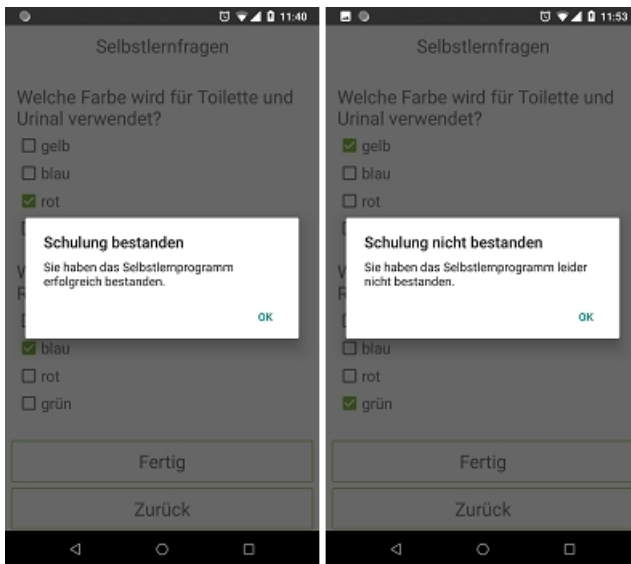 11:40
Selbstlernfragen
Welche Farbe wird für Toilette und
Urinal verwendet?
gelb
blau
rot
Schulung bestanden
Sie haben das Selbstlernprogramm
erfolgreich bestanden.
OK
blau
rot
grün
Fertig
Zurück
11:53
Selbstlernfragen
Welche Farbe wird für Toilette und
Urinal verwendet?
gelb
blau
rot
Schulung nicht bestanden
Sie haben das Selbstlernprogramm leider
nicht bestanden.
OK
blau
rot
grün
Fertig
Zurück